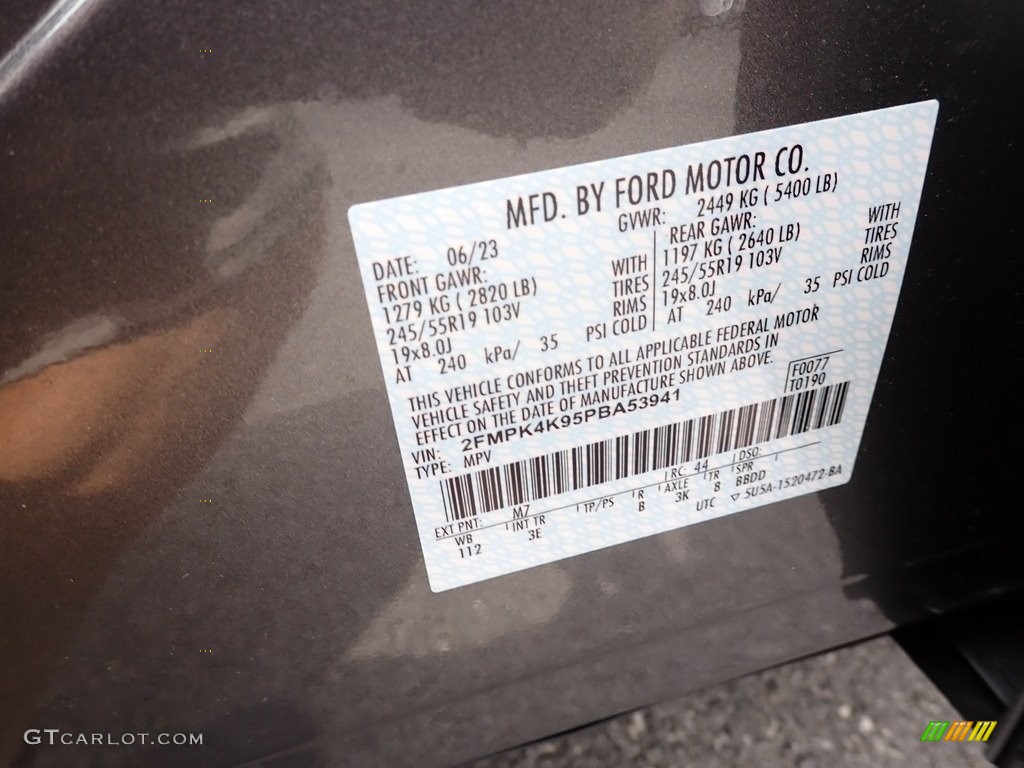 MFD. BY FORD MOTOR CO.
DATE: 06/23 GVWR: 2449 KG ( 5400 LB)
FRONT GAWR: REAR GAWR:
1279 KG ( 2820 LB) WITH 1197 KG ( 2640 LB) WITH
245/55R19 103V TIRES 245/55R19 103V TIRES
19x8.0J RIMS 19x8.0J RIMS
AT 240 kPa/ 35 PSI COLD AT 240 kPa/ 35 PSI COLD
THIS VEHICLE CONFORMS TO ALL APPLICABLE FEDERAL MOTOR
VEHICLE SAFETY AND THEFT PREVENTION STANDARDS IN
EFFECT ON THE DATE OF MANUFACTURE SHOWN ABOVE.
F0077
VIN: 2FMPK4K95PBA53941 T0190
TYPE: MPV
EXT PNT: M7 RC: 44 DSO:
WB INT TR TP/PS R AXLE TR SPR
112 3E B 3K 8 BBDD
UTC ▽ 5U5A-1520472-BA
GTCARLOT.COM